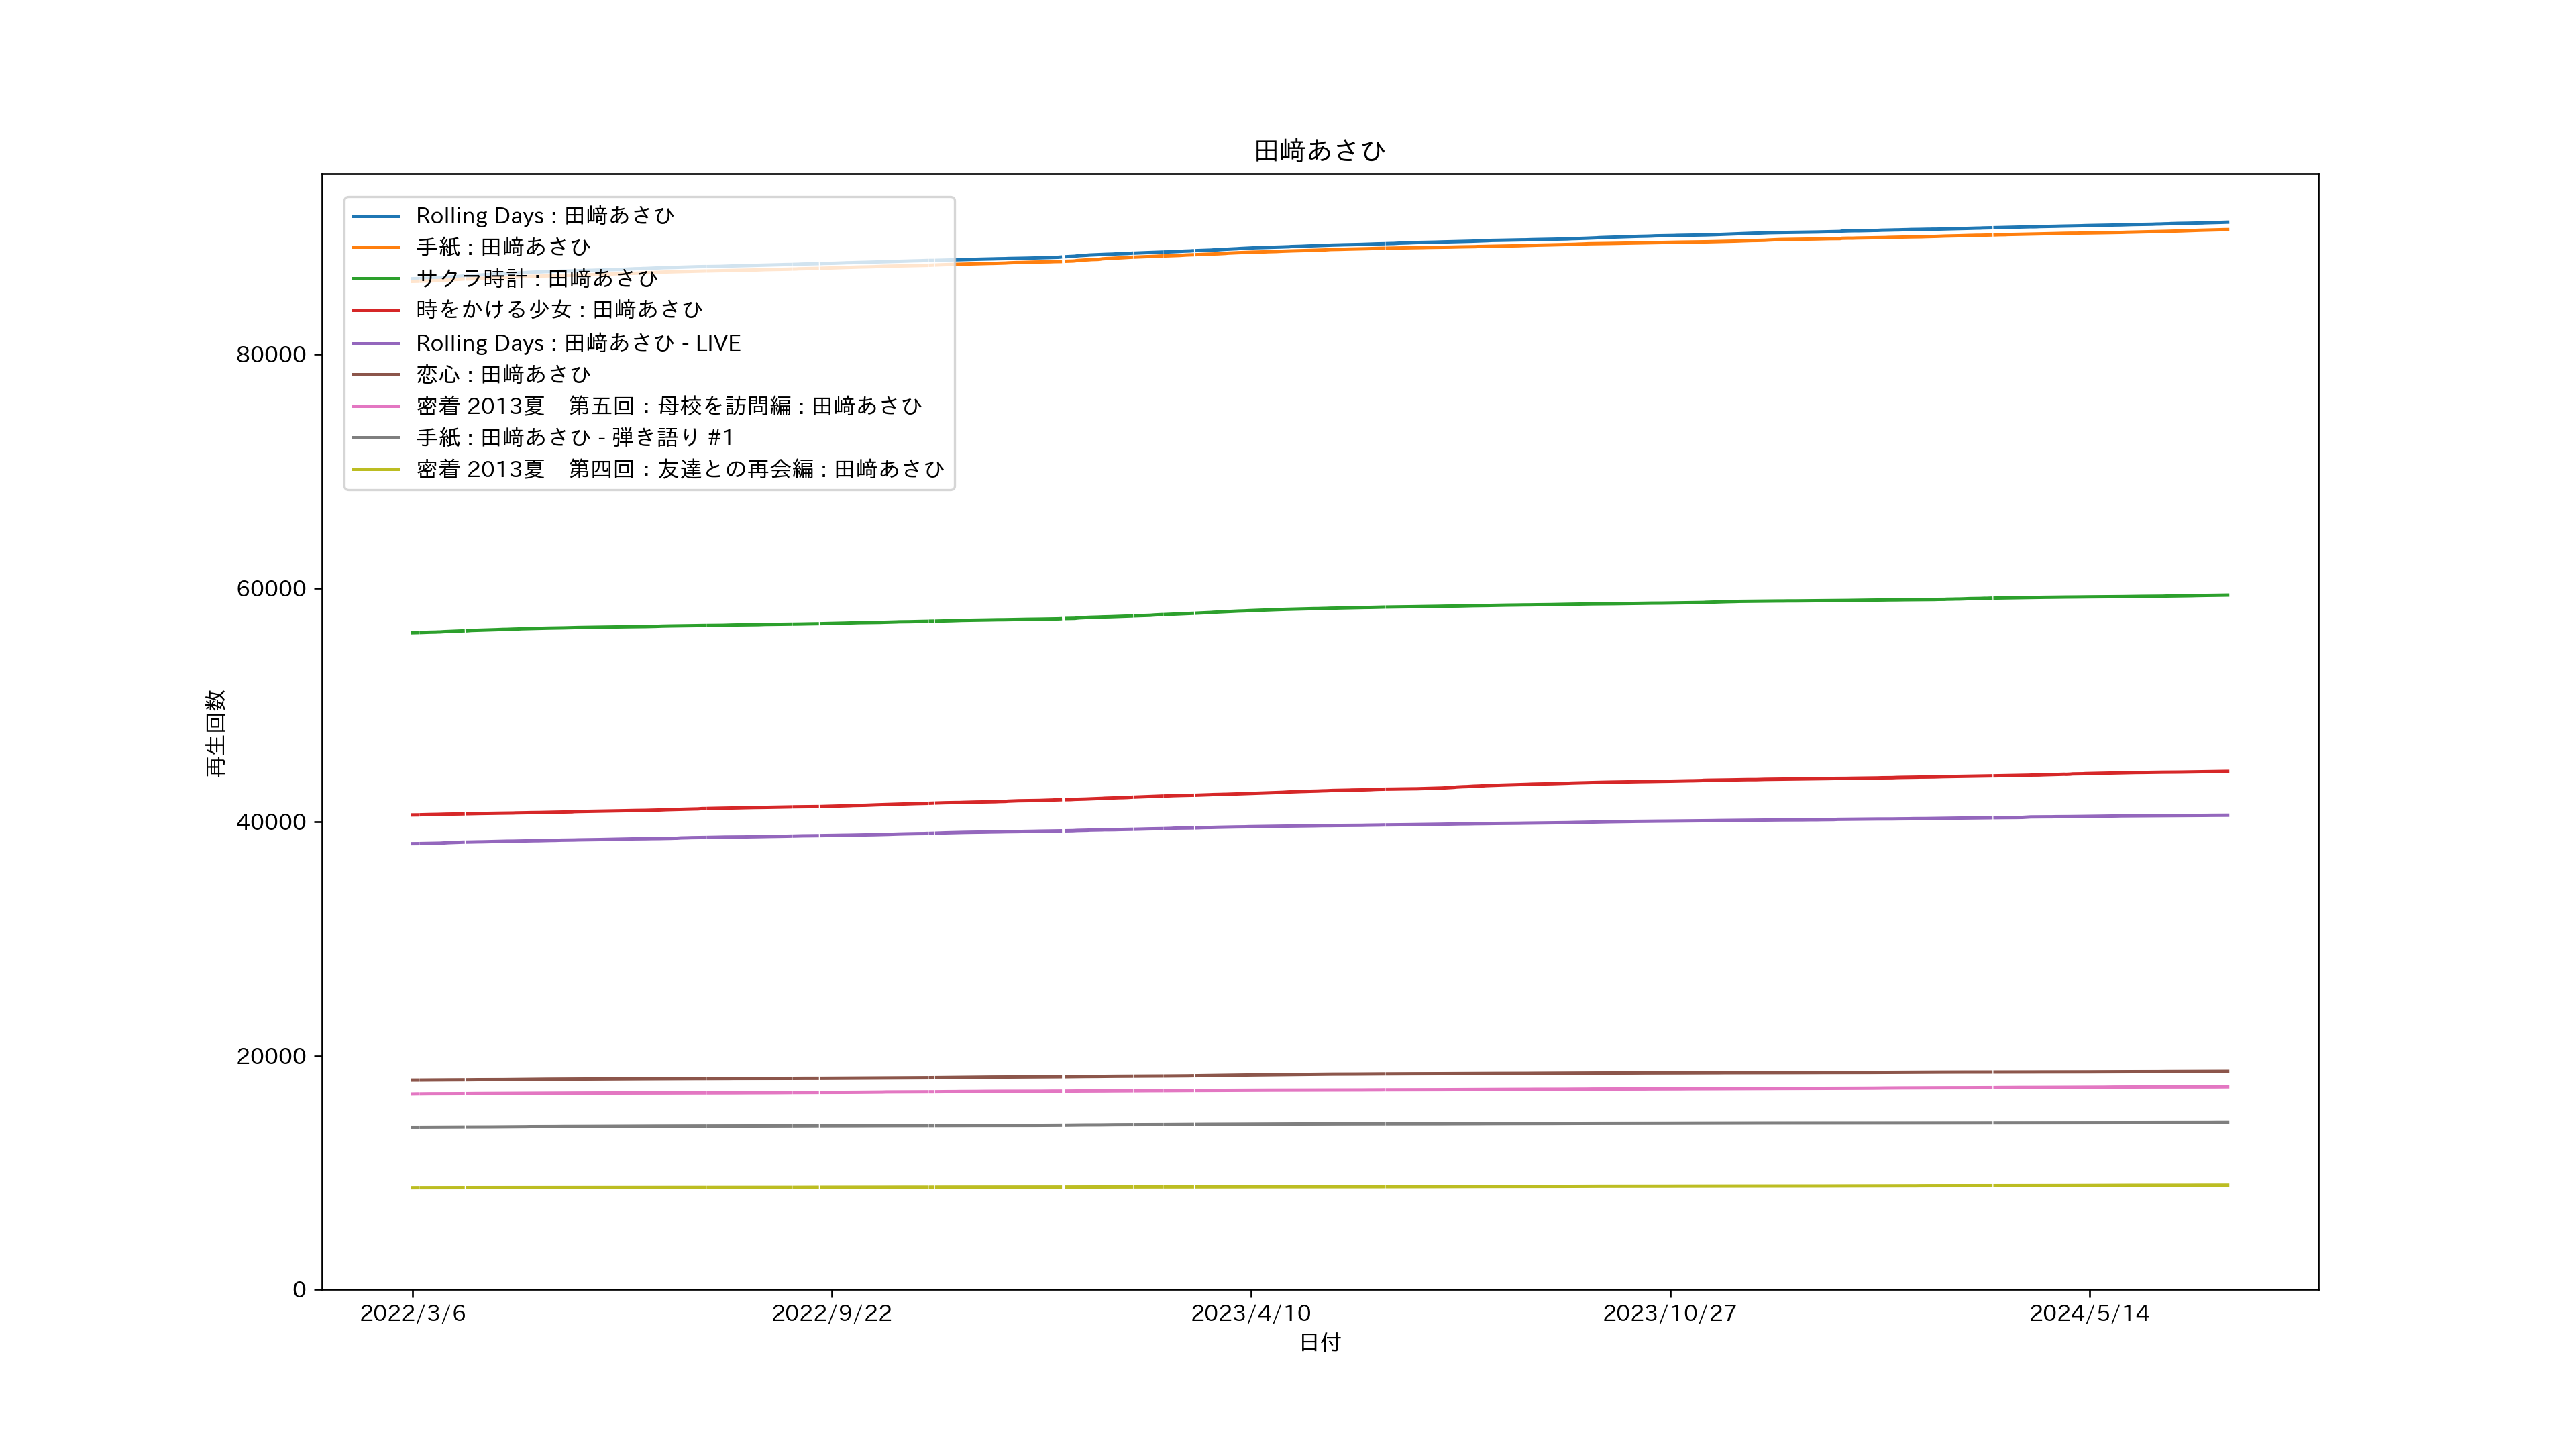 田﨑あさひ
Rolling Days : 田﨑あさひ
手紙 : 田﨑あさひ
サクラ時計 : 田﨑あさひ
時をかける少女 : 田﨑あさひ
Rolling Days : 田﨑あさひ - LIVE
恋心 : 田﨑あさひ
密着 2013夏　第五回：母校を訪問編 : 田﨑あさひ
手紙 : 田﨑あさひ - 弾き語り #1
密着 2013夏　第四回：友達との再会編 : 田﨑あさひ
80000
60000
40000
20000
0
再生回数
2022/3/6
2022/9/22
2023/4/10
2023/10/27
2024/5/14
日付